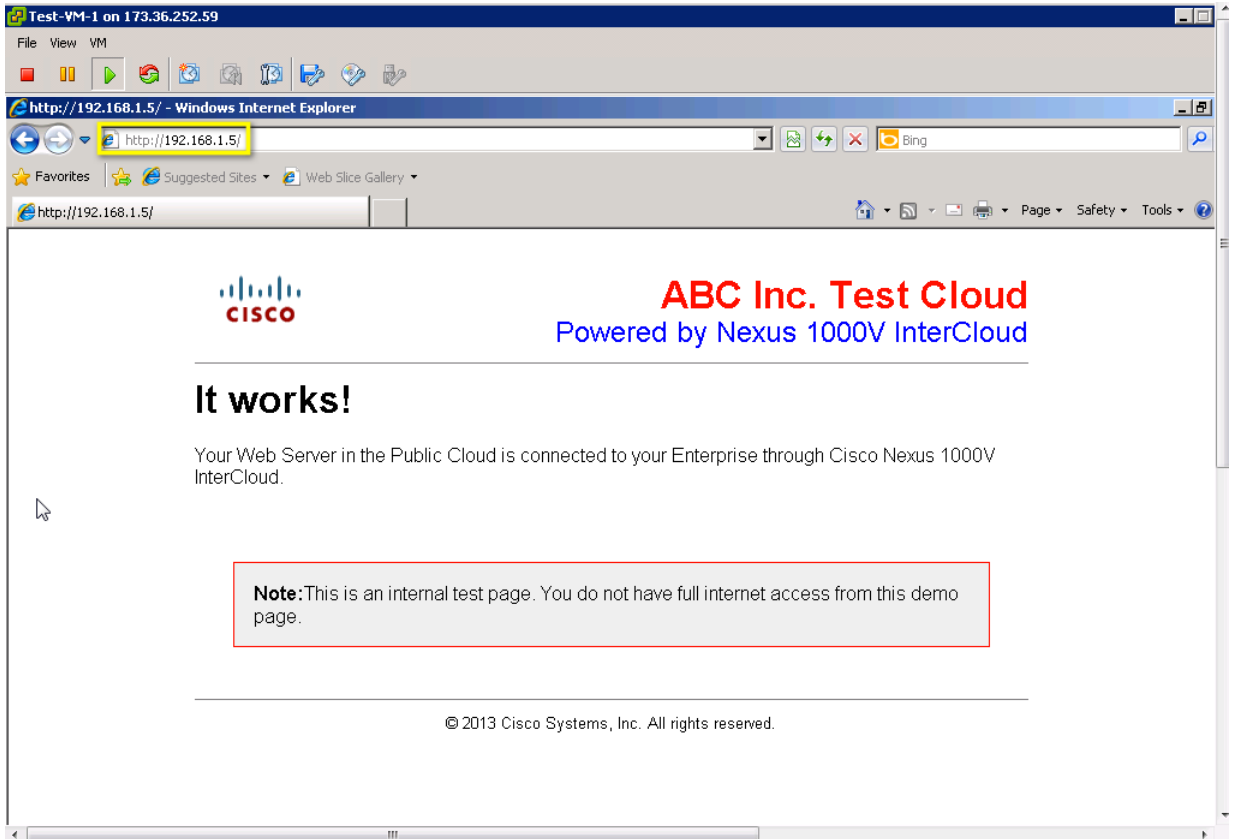 Test-VM-1 on 173.36.252.59
File View VM
http://192.168.1.5/ - Windows Internet Explorer
http://192.168.1.5/
Bing
Favorites Suggested Sites Web Slice Gallery
http://192.168.1.5/
Page Safety Tools
CISCO
ABC Inc. Test Cloud
Powered by Nexus 1000V InterCloud
It works!
Your Web Server in the Public Cloud is connected to your Enterprise through Cisco Nexus 1000V
InterCloud.
Note:This is an internal test page. You do not have full internet access from this demo
page.
© 2013 Cisco Systems, Inc. All rights reserved.